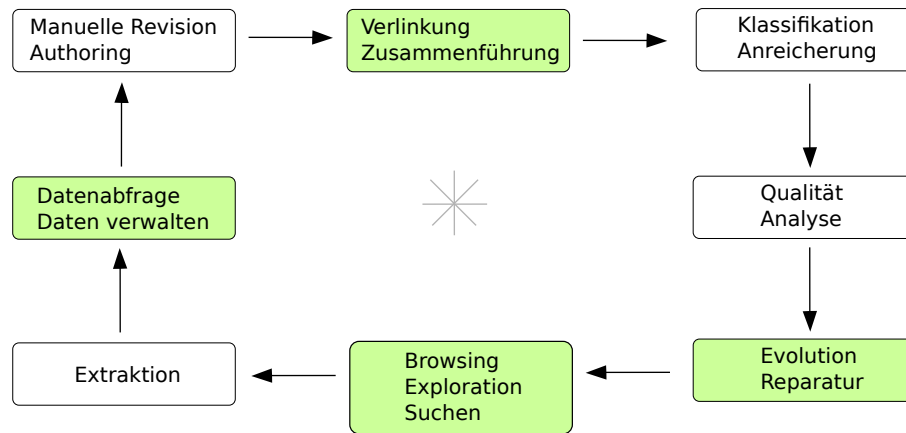 Manuelle Revision
Authoring
Verlinkung
Zusammenführung
Klassifikation
Anreicherung
Datenabfrage
Daten verwalten
Qualität
Analyse
Extraktion
Browsing
Exploration
Suchen
Evolution
Reparatur